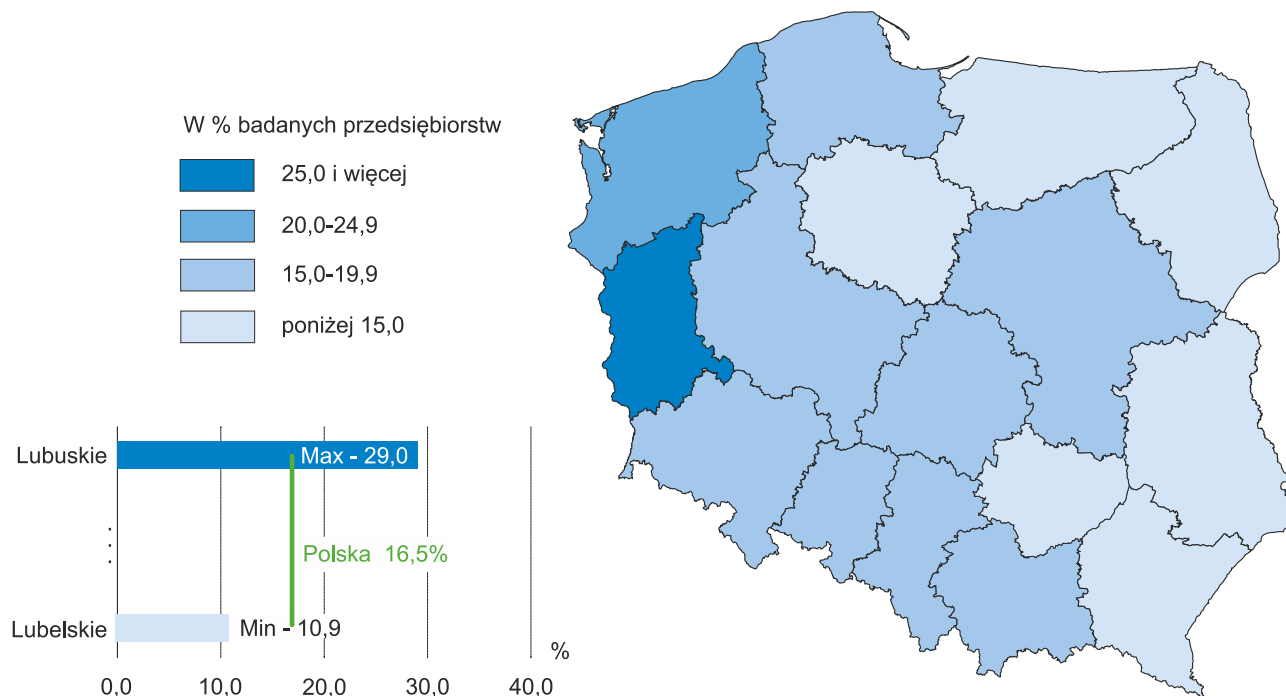 W % badanych przedsiębiorstw
25,0 i więcej
20,0-24,9
15,0-19,9
poniżej 15,0
Lubuskie
Max - 29,0
Polska 16,5%
Lubelskie
Min - 10,9
%
0,0 10,0 20,0 30,0 40,0